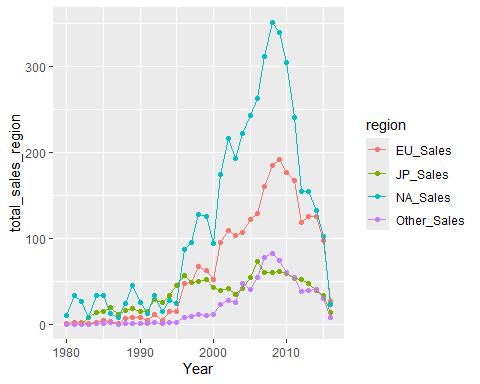 300
200
100
0
total_sales_region
1980
1990
2000
2010
Year
region
EU_Sales
JP_Sales
NA_Sales
Other_Sales